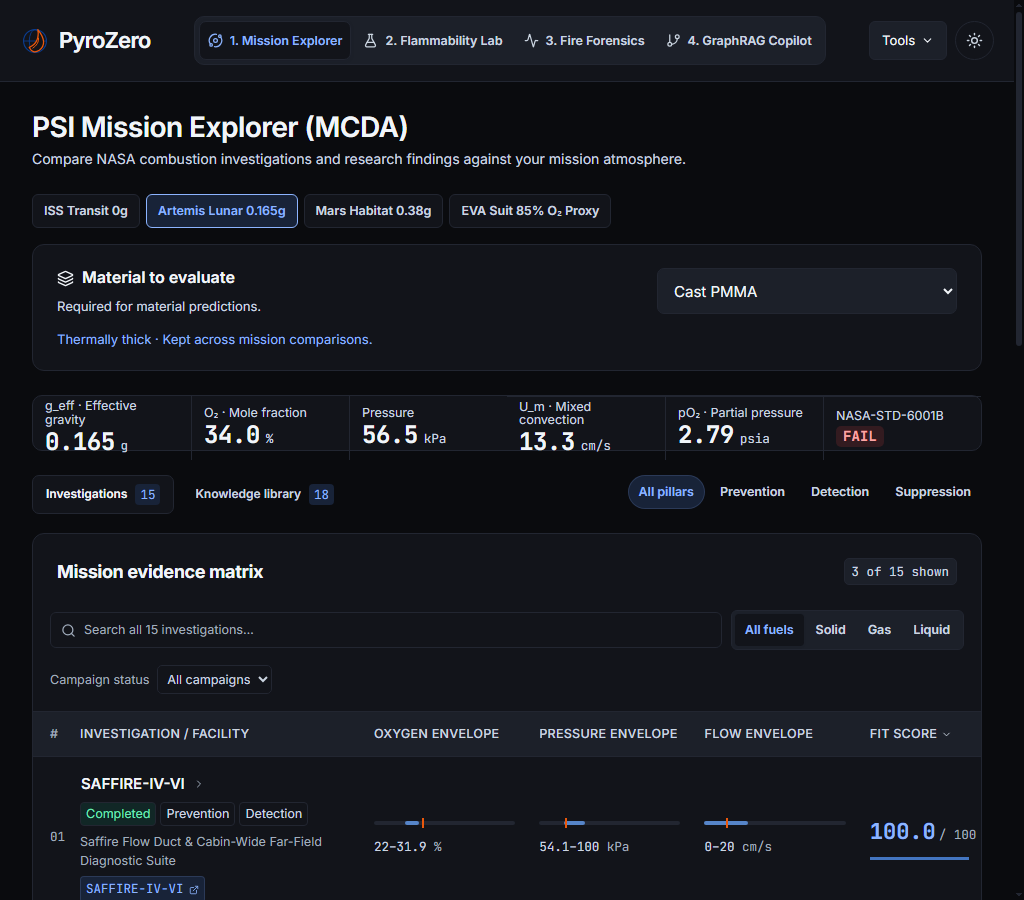 PyroZero
1. Mission Explorer
2. Flammability Lab
3. Fire Forensics
4. GraphRAG Copilot
Tools
PSI Mission Explorer (MCDA)
Compare NASA combustion investigations and research findings against your mission atmosphere.
ISS Transit 0g
Artemis Lunar 0.165g
Mars Habitat 0.38g
EVA Suit 85% O₂ Proxy
Material to evaluate
Required for material predictions.
Thermally thick · Kept across mission comparisons.
Cast PMMA
g_eff · Effective
gravity
0.165 g
O₂ · Mole fraction
34.0 %
Pressure
56.5 kPa
U_m · Mixed
convection
13.3 cm/s
pO₂ · Partial pressure
2.79 psia
NASA-STD-6001B
FAIL
Investigations 15
Knowledge library 18
All pillars
Prevention
Detection
Suppression
Mission evidence matrix
3 of 15 shown
Search all 15 investigations...
All fuels
Solid
Gas
Liquid
Campaign status
All campaigns
# INVESTIGATION / FACILITY OXYGEN ENVELOPE PRESSURE ENVELOPE FLOW ENVELOPE FIT SCORE
01
SAFFIRE-IV-VI
Completed Prevention Detection
Saffire Flow Duct & Cabin-Wide Far-Field
Diagnostic Suite
SAFFIRE-IV-VI
22–31.9 %
54.1–100 kPa
0–20 cm/s
100.0 / 100